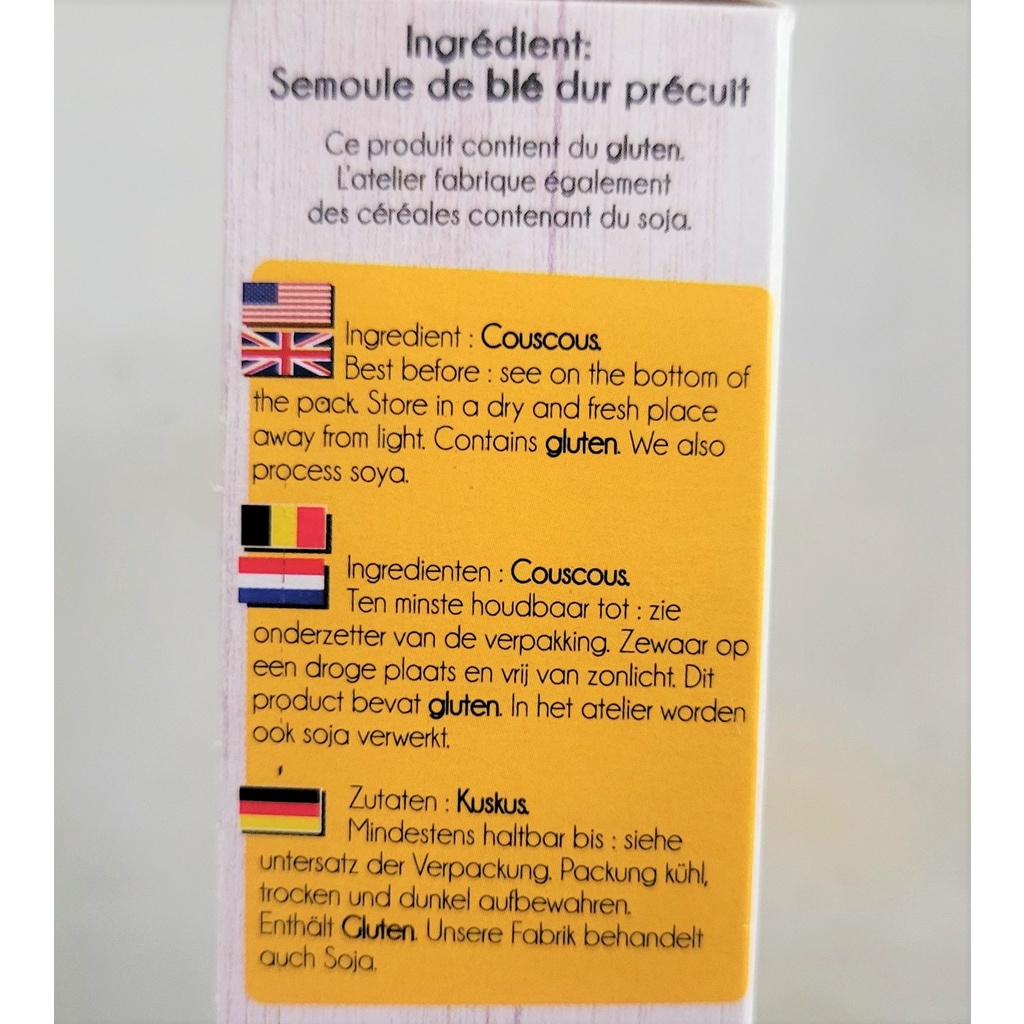 Ingrédient:
Semoule de blé dur précuit
Ce produit contient du gluten.
L'atelier fabrique également
des céréales contenant du soja.
Ingredient : Couscous.
Best before : see on the bottom of
the pack. Store in a dry and fresh place
away from light. Contains gluten. We also
process soya.
Ingredienten : Couscous.
Ten minste houdbaar tot : zie
onderzetter van de verpakking. Zewaar op
een droge plaats en vrij van zonlicht. Dit
product bevat gluten. In het atelier worden
ook soja verwerkt.
Zutaten : Kuskus.
Mindestens haltbar bis : siehe
untersatz der Verpackung. Packung kühl,
trocken und dunkel aufbewahren.
Enthält Gluten. Unsere Fabrik behandelt
auch Soja.